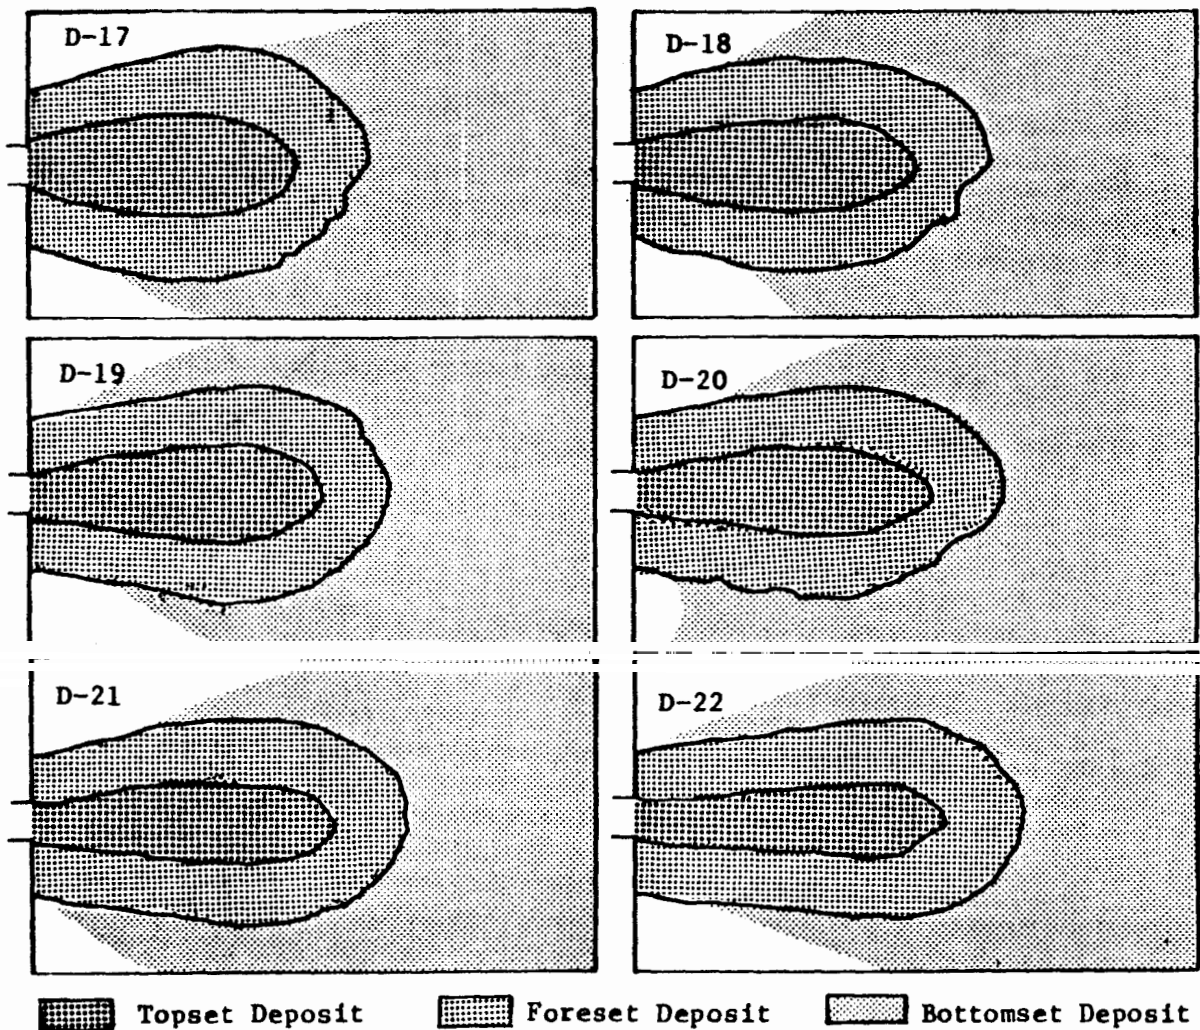 D-17
D-18
D-19
D-20
D-21
D-22
Topset Deposit
Foreset Deposit
Bottomset Deposit